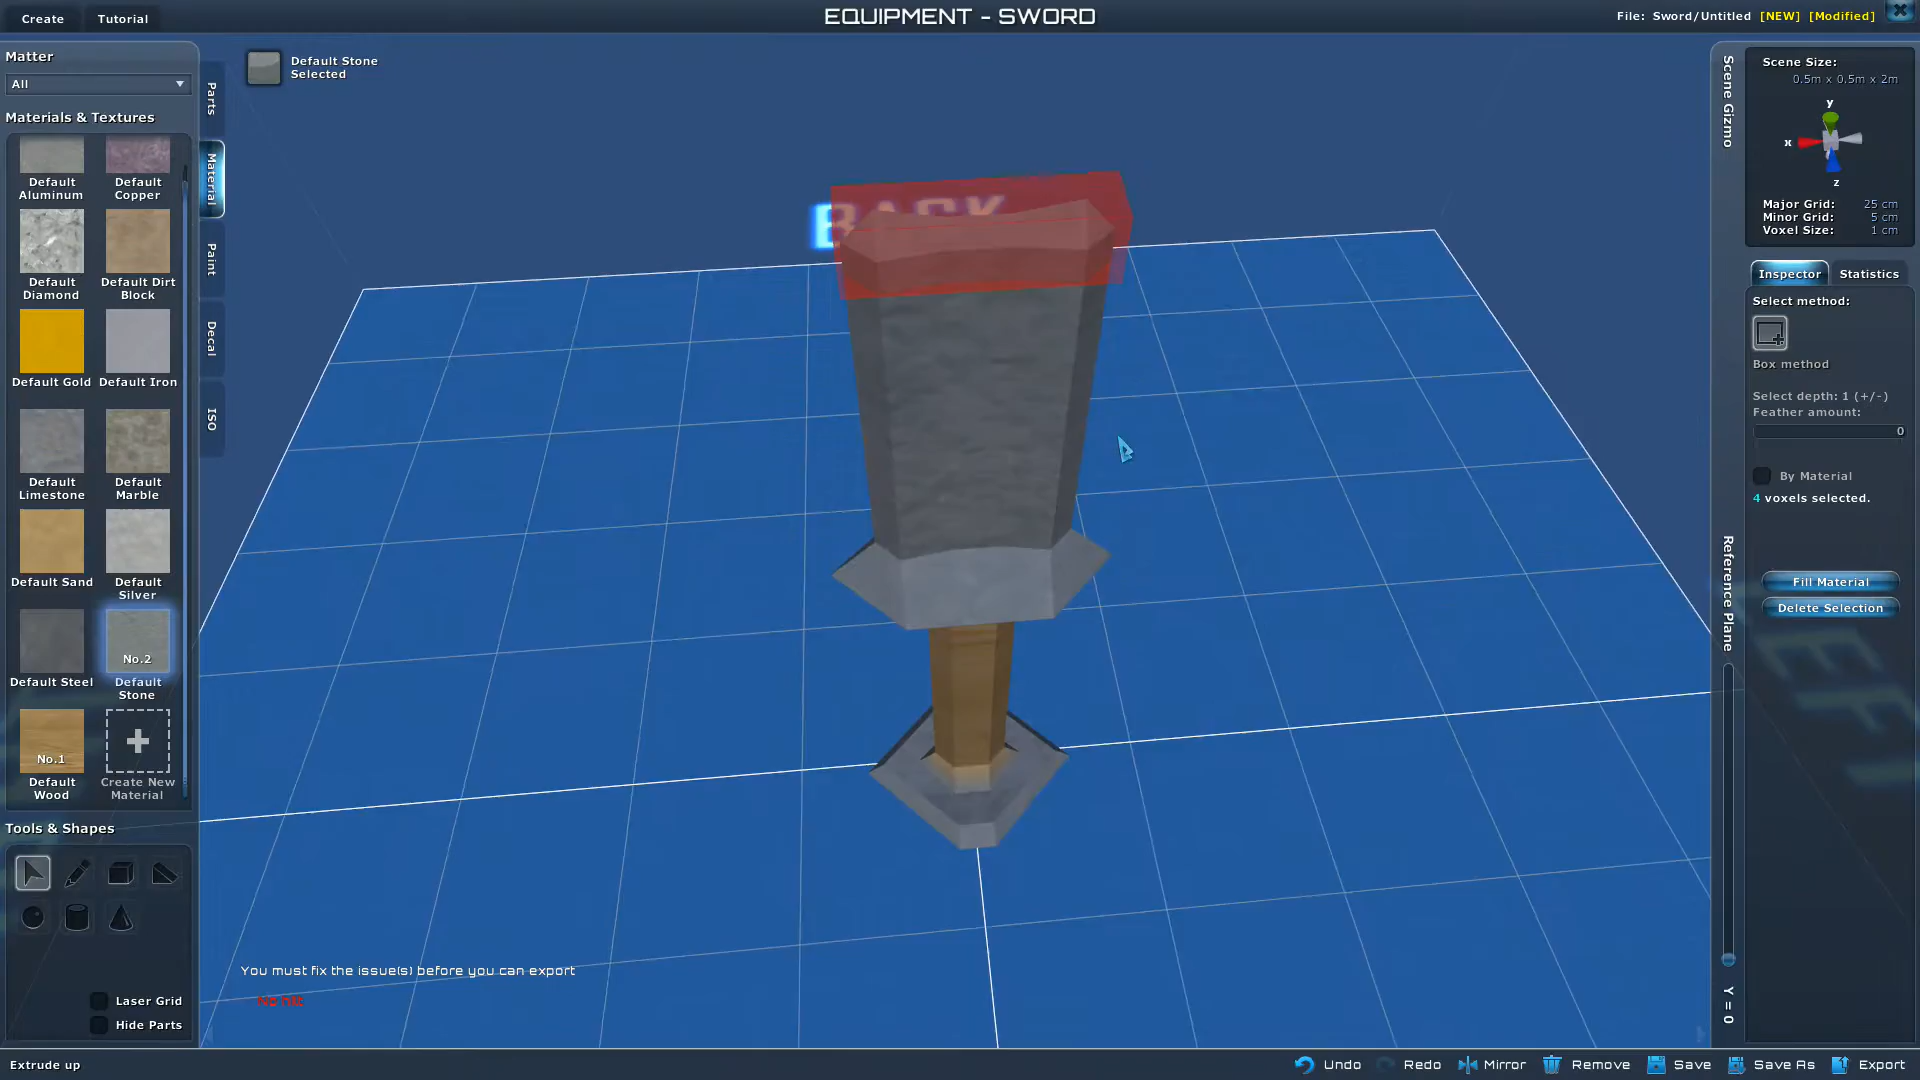 Create
Tutorial
EQUIPMENT - SWORD
File: Sword/Untitled [NEW] [Modified]
Matter
All
Materials & Textures
Default Aluminum
Default Copper
Default Diamond
Default Dirt Block
Default Gold
Default Iron
Default Limestone
Default Marble
Default Sand
Default Silver
Default Steel
No.2
Default Stone
No.1
Default Wood
Create New Material
Tools & Shapes
Laser Grid
Hide Parts
Extrude up
Parts
Material
Paint
Decal
ISO
Default Stone
Selected
BACK
You must fix the issue(s) before you can export
No hilt
Scene Gizmo
Scene Size:
0.5m x 0.5m x 2m
y
x
z
Major Grid: 25 cm
Minor Grid: 5 cm
Voxel Size: 1 cm
Inspector
Statistics
Select method:
Box method
Select depth: 1 (+/-)
Feather amount:
0
By Material
4 voxels selected.
Fill Material
Delete Selection
Reference Plane
Y = 0
Undo
Redo
Mirror
Remove
Save
Save As
Export